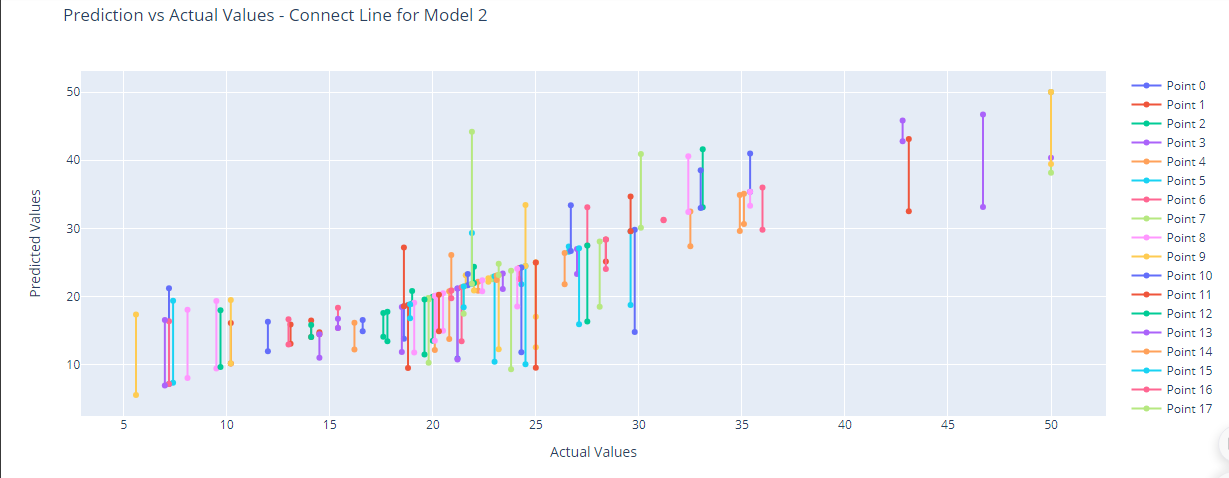 Prediction vs Actual Values - Connect Line for Model 2
Predicted Values
50
40
30
20
10
5
10
15
20
25
30
35
40
45
50
Actual Values
Point 0
Point 1
Point 2
Point 3
Point 4
Point 5
Point 6
Point 7
Point 8
Point 9
Point 10
Point 11
Point 12
Point 13
Point 14
Point 15
Point 16
Point 17